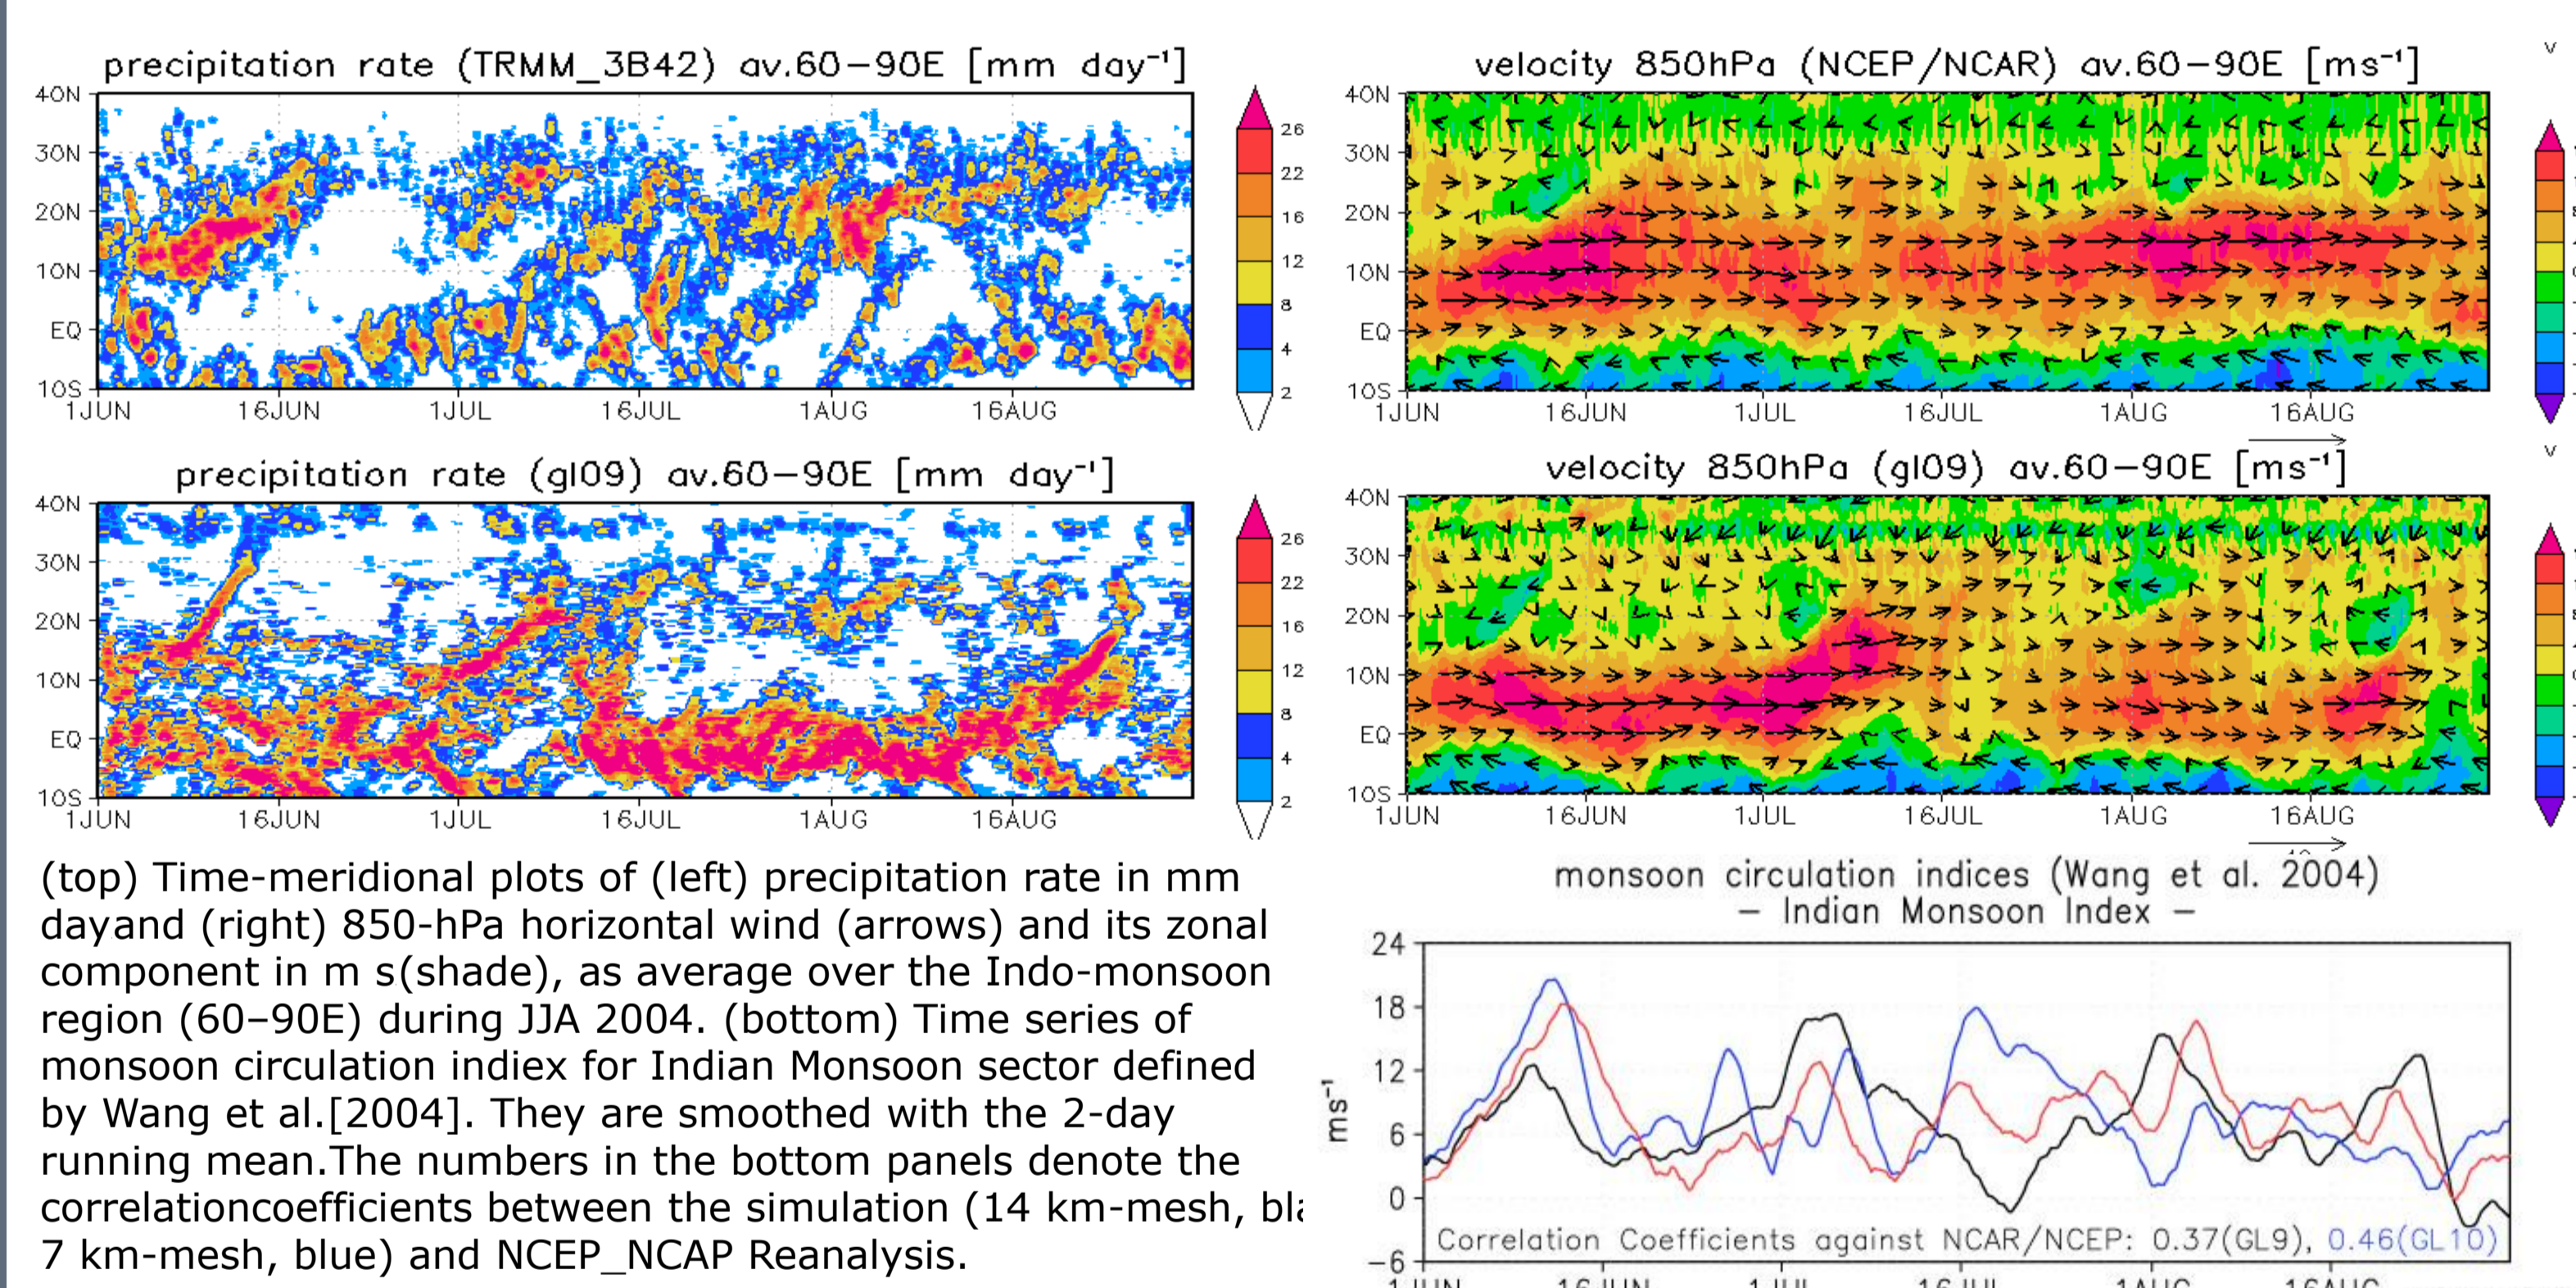 precipitation rate (TRMM_3B42) av.60-90E [mm day⁻¹]
40N
30N
20N
10N
EQ
10S
1JUN 16JUN 1JUL 16JUL 1AUG 16AUG
26
22
16
12
8
4
2
velocity 850hPa (NCEP/NCAR) av.60-90E [ms⁻¹]
40N
30N
20N
10N
EQ
10S
1JUN 16JUN 1JUL 16JUL 1AUG 16AUG
precipitation rate (gl09) av.60-90E [mm day⁻¹]
40N
30N
20N
10N
EQ
10S
1JUN 16JUN 1JUL 16JUL 1AUG 16AUG
26
22
16
12
8
4
2
velocity 850hPa (gl09) av.60-90E [ms⁻¹]
40N
30N
20N
10N
EQ
10S
1JUN 16JUN 1JUL 16JUL 1AUG 16AUG
(top) Time-meridional plots of (left) precipitation rate in mm
dayand (right) 850-hPa horizontal wind (arrows) and its zonal
component in m s(shade), as average over the Indo-monsoon
region (60–90E) during JJA 2004. (bottom) Time series of
monsoon circulation indiex for Indian Monsoon sector defined
by Wang et al.[2004]. They are smoothed with the 2-day
running mean.The numbers in the bottom panels denote the
correlationcoefficients between the simulation (14 km-mesh,
7 km-mesh, blue) and NCEP_NCAP Reanalysis.
monsoon circulation indices (Wang et al. 2004)
- Indian Monsoon Index -
24
18
12
6
0
-6
ms⁻¹
Correlation Coefficients against NCAR/NCEP: 0.37(GL9), 0.46(GL10)
1JUN 16JUN 1JUL 16JUL 1AUG 16AUG